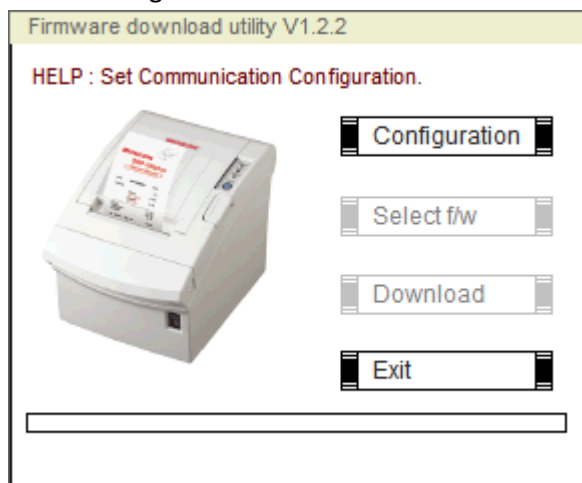 Firmware download utility V1.2.2
HELP : Set Communication Configuration.
Configuration
Select f/w
Download
Exit